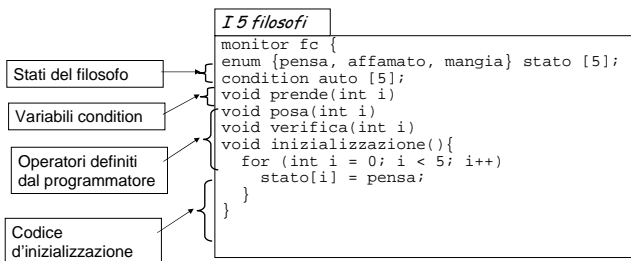 I 5 filosofi
monitor fc {
enum {pensa, affamato, mangia} stato [5];
condition auto [5];
void prende(int i)
void posa(int i)
void verifica(int i)
void inizializzazione(){
for (int i = 0; i < 5; i++)
stato[i] = pensa;
}
}
Stati del filosofo
Variabili condition
Operatori definiti
dal programmatore
Codice
d'inizializzazione